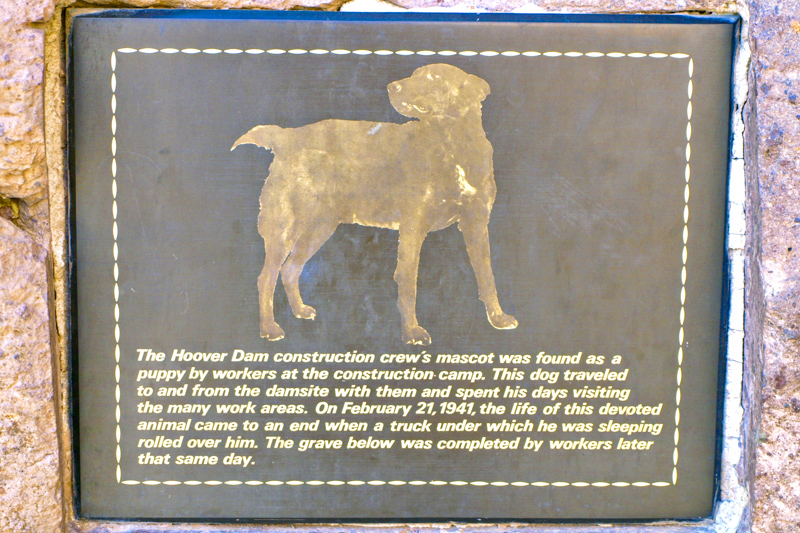 The Hoover Dam construction crew's mascot was found as a
puppy by workers at the construction camp. This dog traveled
to and from the damsite with them and spent his days visiting
the many work areas. On February 21, 1941, the life of this devoted
animal came to an end when a truck under which he was sleeping
rolled over him. The grave below was completed by workers later
that same day.